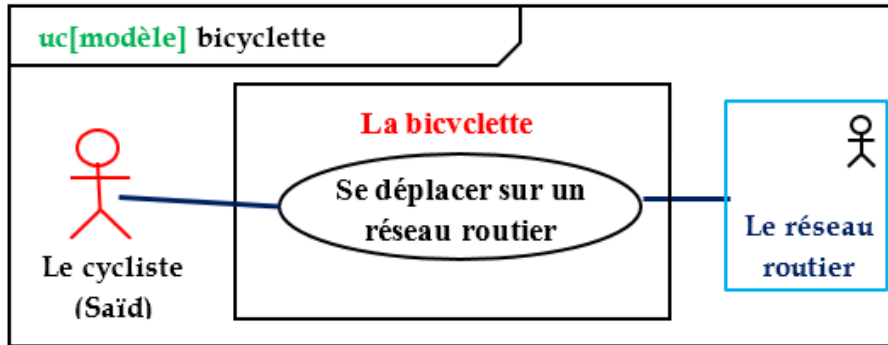 uc[modèle] bicyclette
La bicyclette
Se déplacer sur un
réseau routier
Le cycliste
(Saïd)
Le réseau
routier